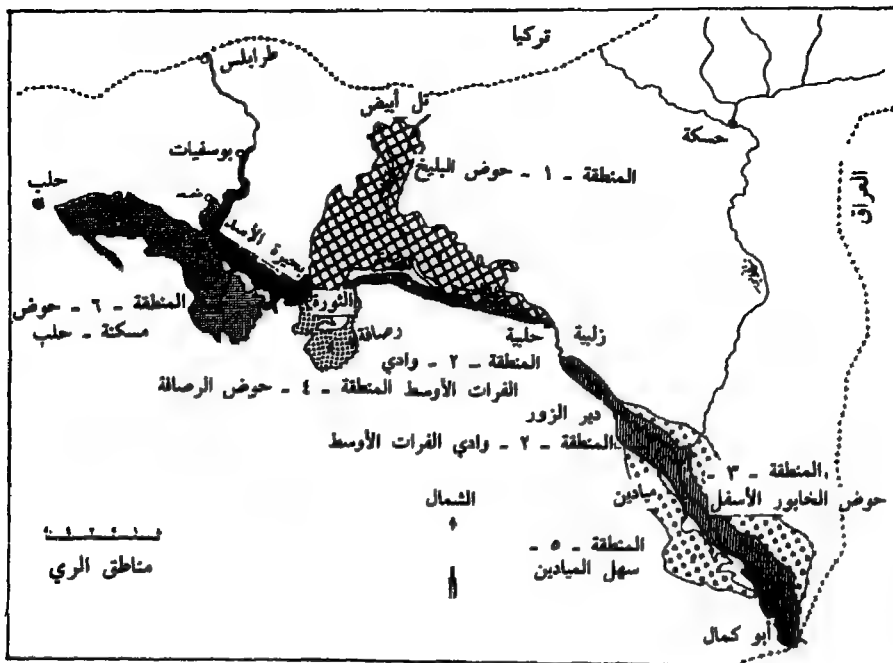 تركيا
طرابلس
تل أبيض
حسكة
بوسفيات
العراق
حلب
المنطقة - ١ - حوض البليخ
بحيرة الأسد
المنطقة - ٦ - حوض
مسكنة - حلب
الثورة
رصافة
حلبية
زلبية
المنطقة - ٢ - وادي
الفرات الأوسط المنطقة - ٤ - حوض الرصافة
دير الزور
المنطقة - ٢ - وادي الفرات الأوسط
المنطقة - ٣ -
حوض الخابور الأسفل
ميادين
الشمال
المنطقة - ٥ -
سهل الميادين
مناطق الري
أبو كمال